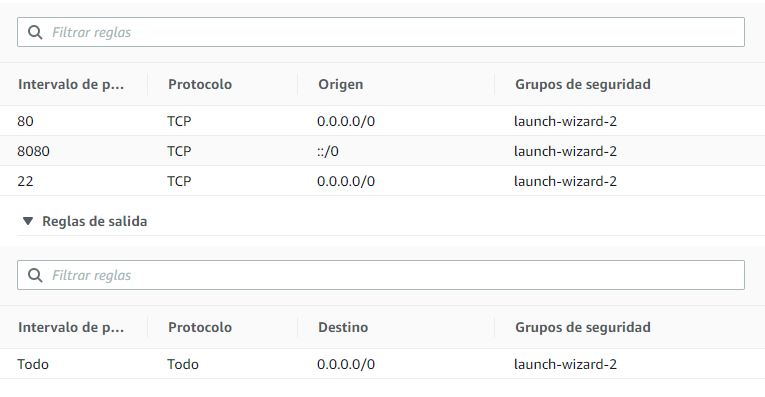 Filtrar reglas
Intervalo de p... Protocolo Origen Grupos de seguridad
80 TCP 0.0.0.0/0 launch-wizard-2
8080 TCP ::/0 launch-wizard-2
22 TCP 0.0.0.0/0 launch-wizard-2
Reglas de salida
Filtrar reglas
Intervalo de p... Protocolo Destino Grupos de seguridad
Todo Todo 0.0.0.0/0 launch-wizard-2